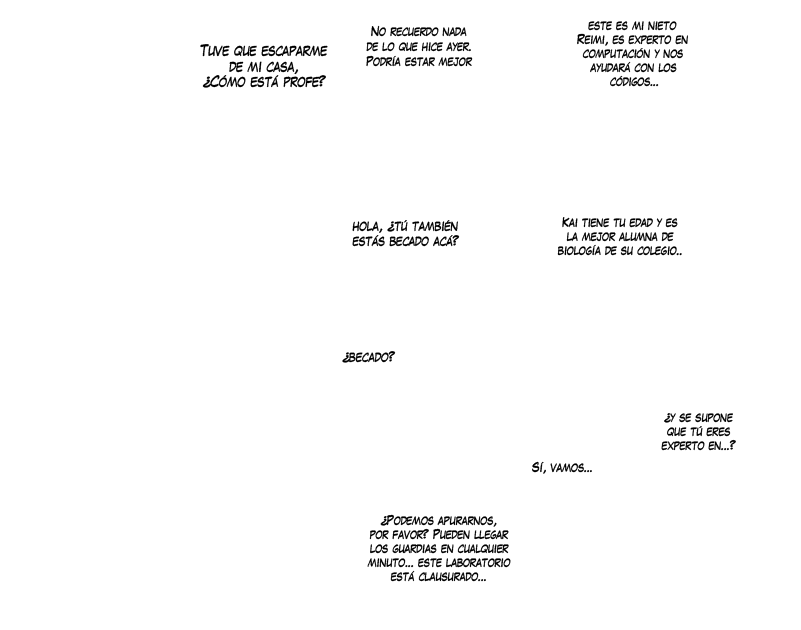 Tuve que escaparme
de mi casa,
¿Cómo está profe?
No recuerdo nada
de lo que hice ayer.
Podría estar mejor
este es mi nieto
Reimi, es experto en
computación y nos
ayudará con los
códigos...
hola, ¿tú también
estás becado acá?
Kai tiene tu edad y es
la mejor alumna de
biología de su colegio..
¿becado?
¿y se supone
que tú eres
experto en...?
Sí, vamos...
¿Podemos apurarnos,
por favor? Pueden llegar
los guardias en cualquier
minuto... este laboratorio
está clausurado...